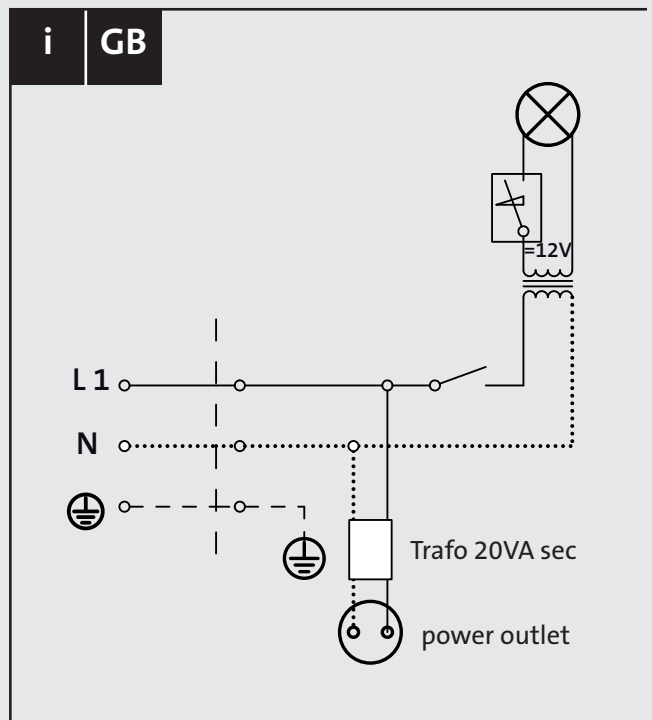 i GB
=12V
L 1
N
Trafo 20VA sec
power outlet